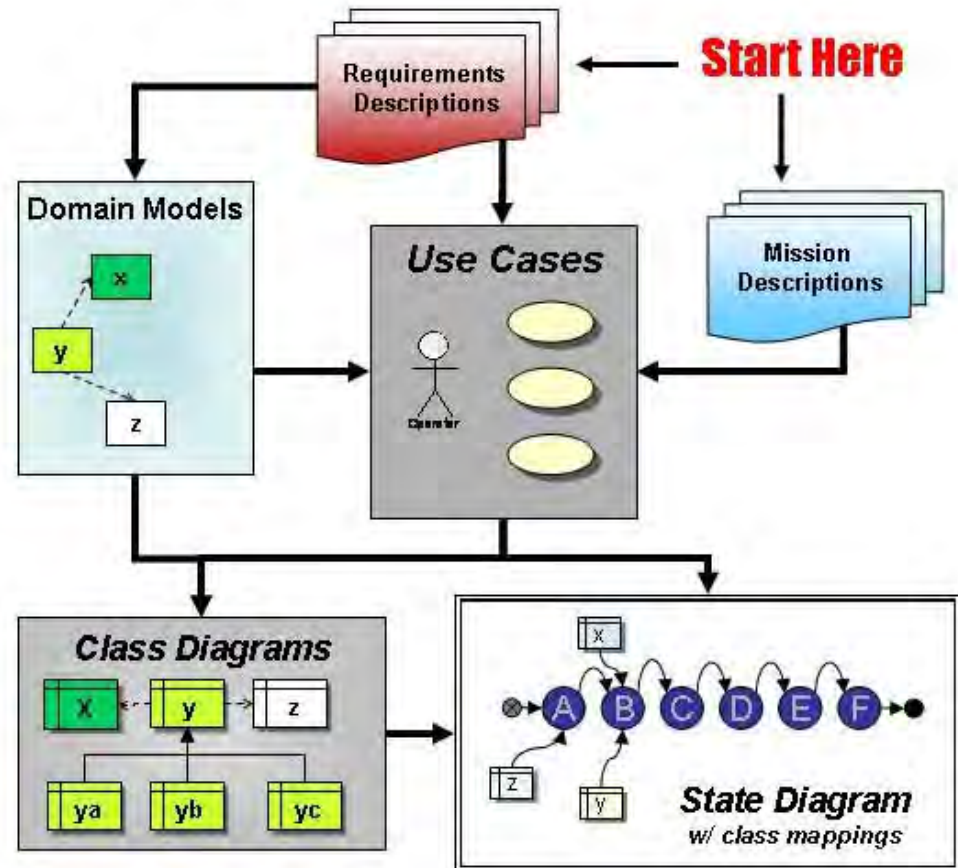 Start Here
Requirements
Descriptions
Domain Models
x
y
z
Use Cases
Operator
Mission
Descriptions
Class Diagrams
X
y
z
ya
yb
yc
x
A
B
C
D
E
F
z
y
State Diagram
w/ class mappings